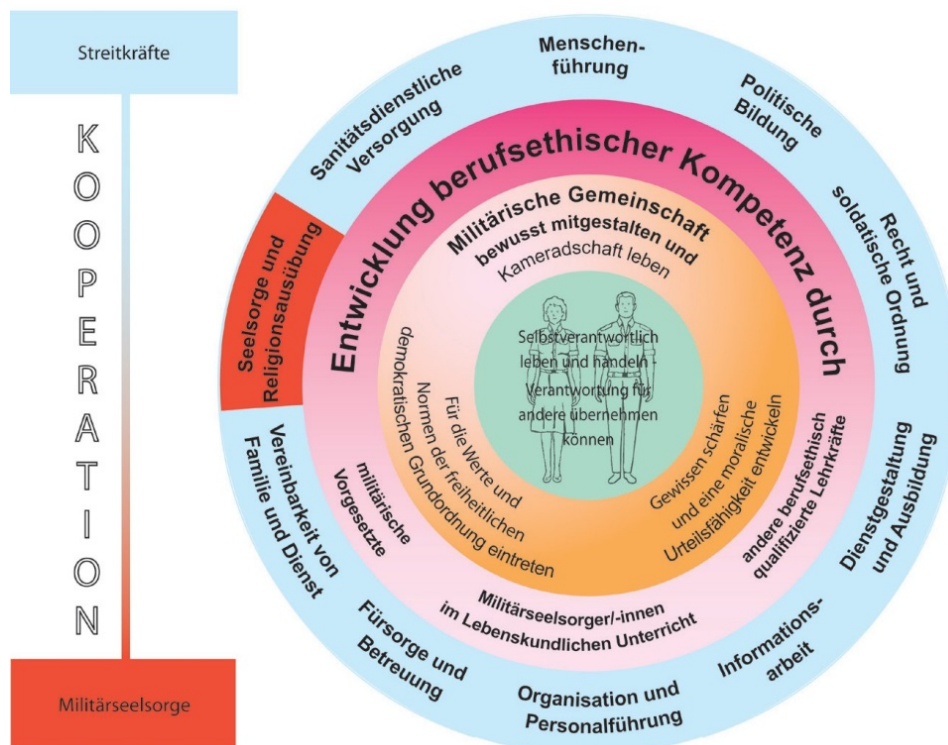 Streitkräfte
KOOPERATION
Militärseelsorge
Menschen-
führung
Politische
Bildung
Recht und
soldatische Ordnung
Dienstgestaltung
und Ausbildung
Informations-
arbeit
Organisation und
Personalführung
Fürsorge und
Betreuung
Vereinbarkeit von
Familie und Dienst
Seelsorge und
Religionsausübung
Sanitätsdienstliche
Versorgung
Entwicklung berufsethischer Kompetenz durch
andere berufsethisch
qualifizierte Lehrkräfte
Militärseelsorger/-innen
im Lebenskundlichen Unterricht
militärische
Vorgesetzte
Militärische Gemeinschaft
bewusst mitgestalten und
Kameradschaft leben
Gewissen schärfen
und eine moralische
Urteilsfähigkeit entwickeln
Für die Werte und
Normen der freiheitlichen
demokratischen Grundordnung eintreten
Selbstverantwortlich
leben und handeln
Verantwortung für
andere übernehmen
können